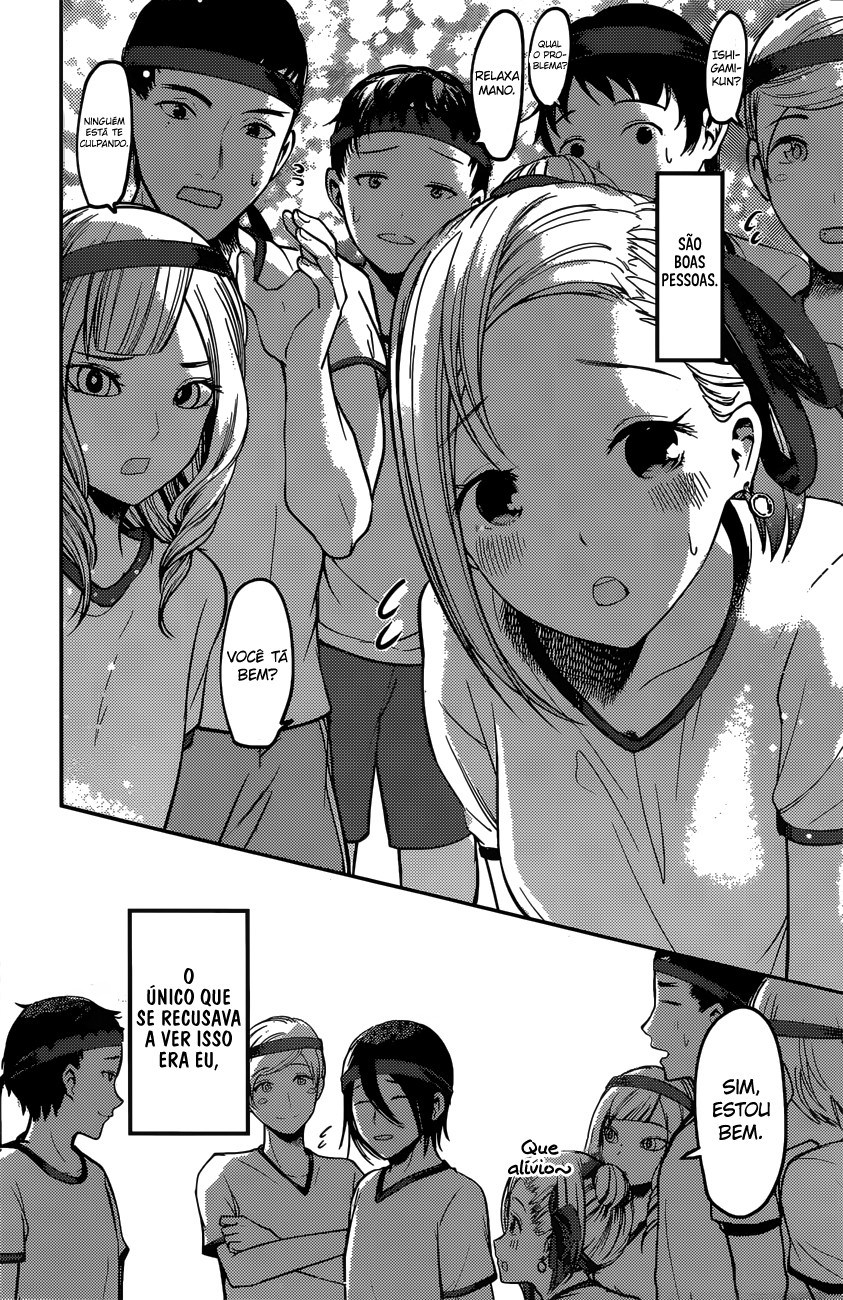 ISHI-
GAMI-
KUN?
QUAL
O PRO-
BLEMA?
RELAXA
MANO.
NINGUÉM
ESTÁ TE
CULPANDO.
SÃO
BOAS
PESSOAS.
VOCÊ TÁ
BEM?
SIM,
ESTOU
BEM.
Que
alívio~
O
ÚNICO QUE
SE RECUSAVA
A VER ISSO
ERA EU,